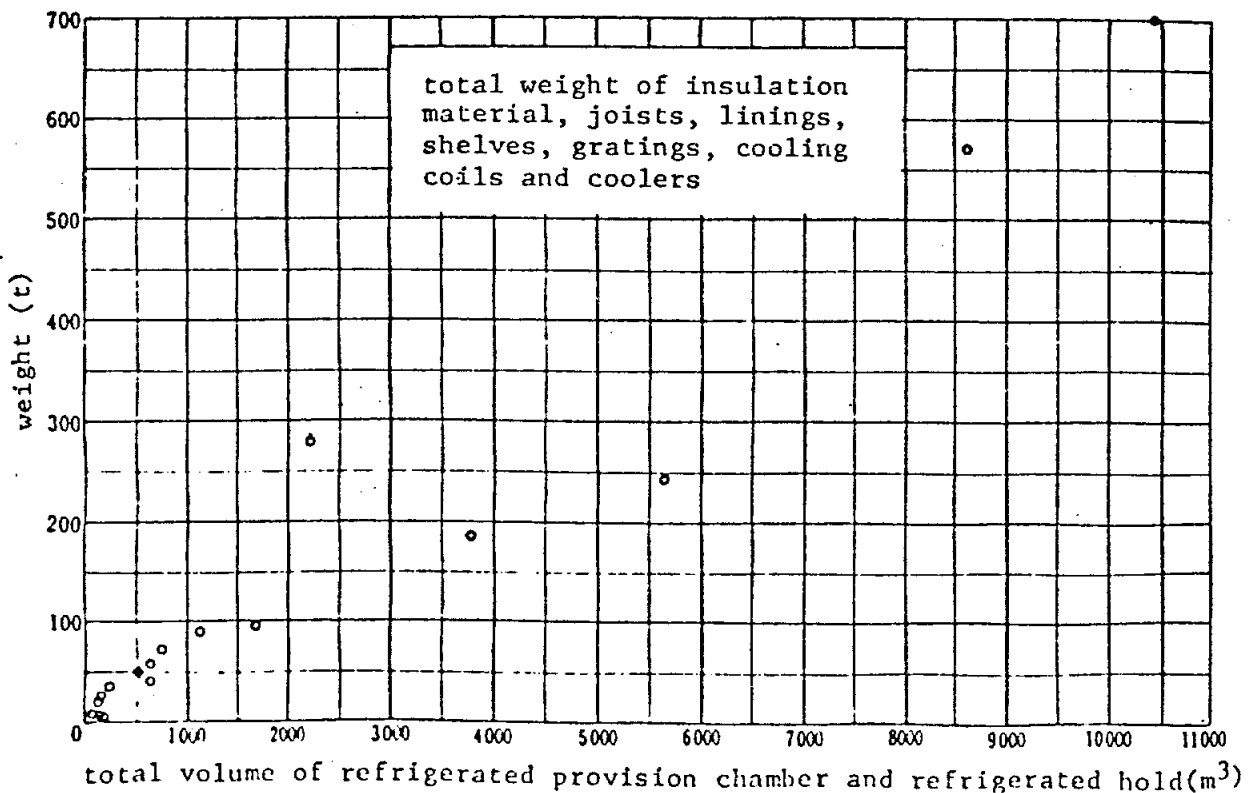 700
600
500
400
300
200
100
0
weight (t)
total weight of insulation
material, joists, linings,
shelves, gratings, cooling
coils and coolers
0 1000 2000 3000 4000 5000 6000 7000 8000 9000 10000 11000
total volume of refrigerated provision chamber and refrigerated hold(m³)